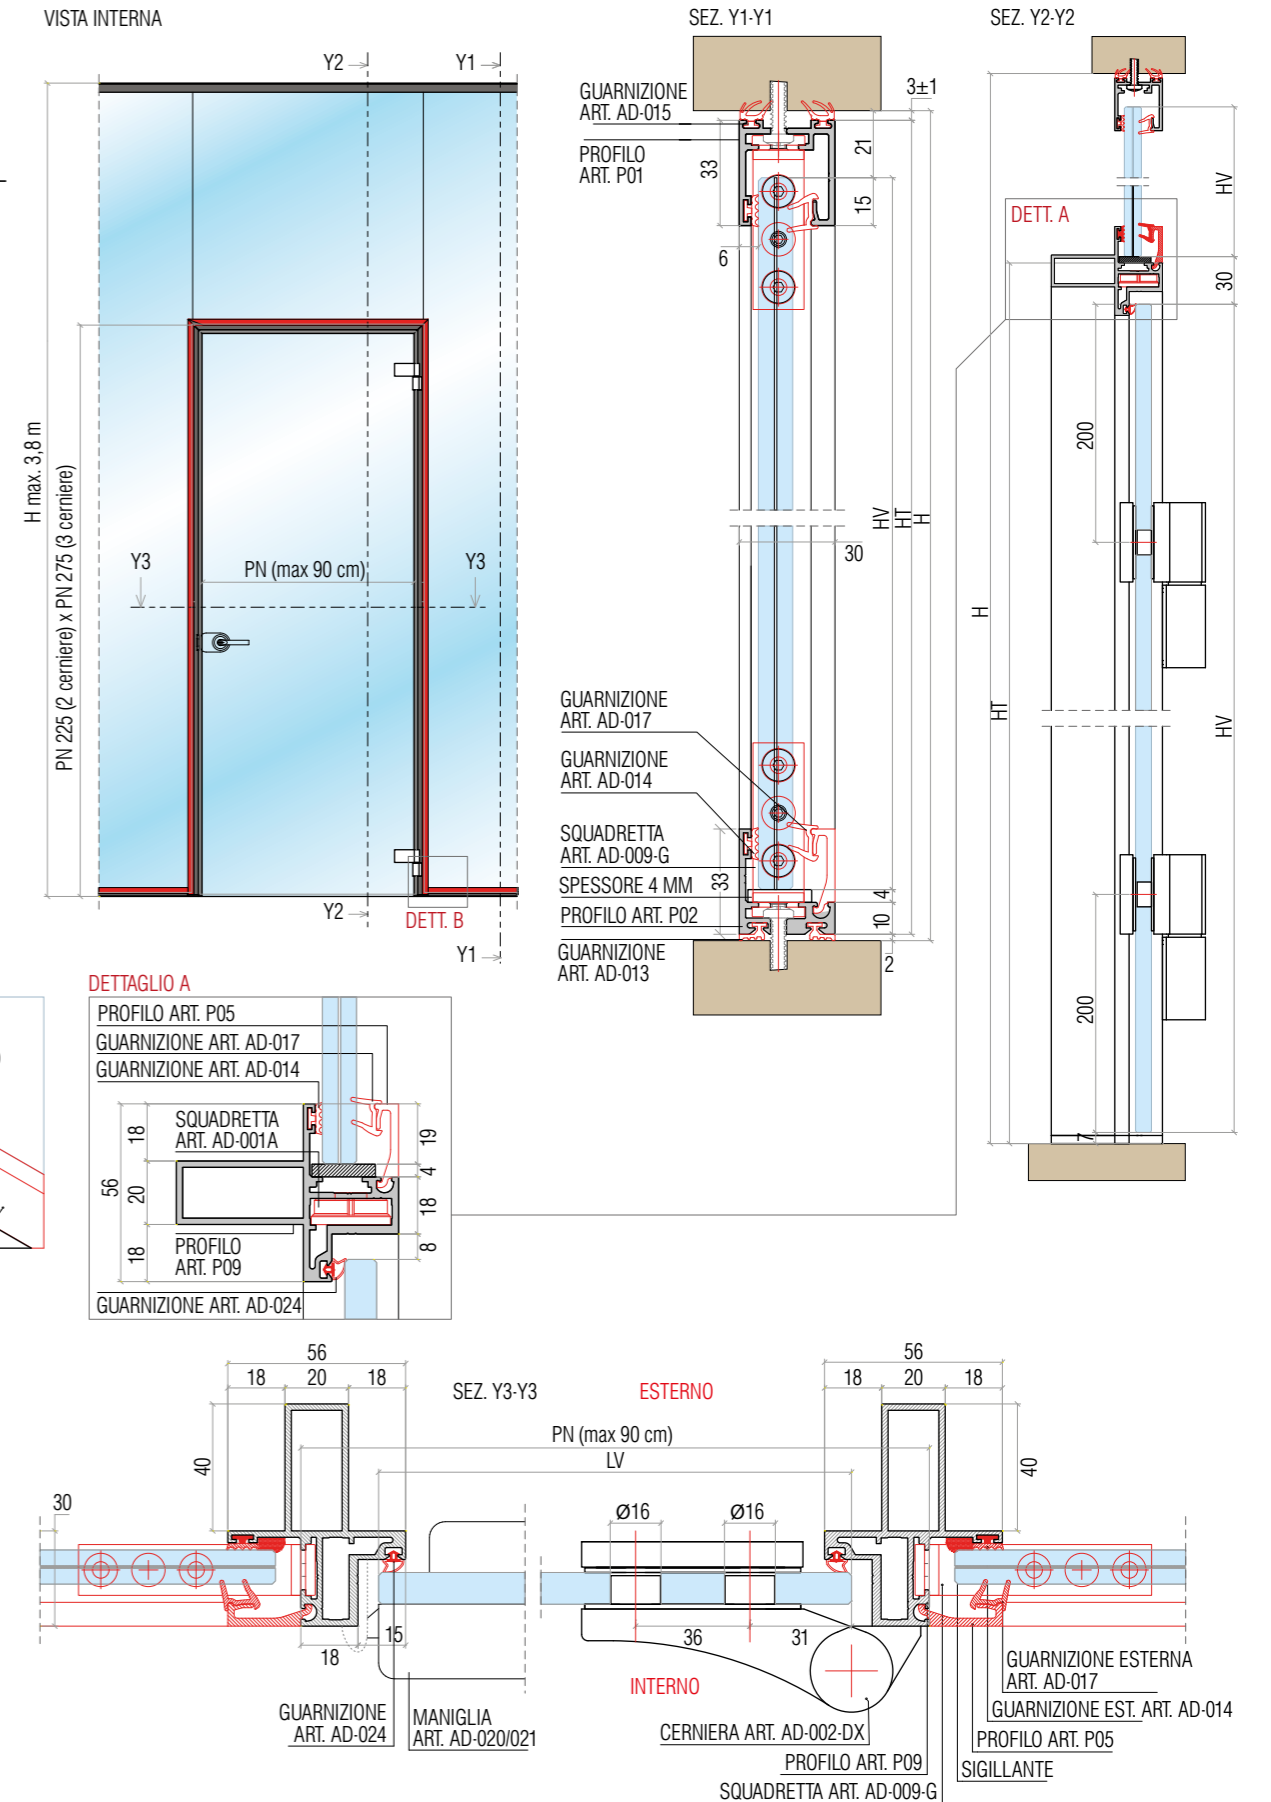 VISTA INTERNA
Y2
Y1
H max. 3,8 m
PN 225 (2 cerniere) x PN 275 (3 cerniere)
Y3
PN (max 90 cm)
Y3
Y2
DETT. B
Y1
SEZ. Y1-Y1
GUARNIZIONE
ART. AD-015
PROFILO
ART. P01
3±1
33
21
15
6
HV
HT
H
30
GUARNIZIONE
ART. AD-017
GUARNIZIONE
ART. AD-014
SQUADRETTA
ART. AD-009-G
SPESSORE 4 MM
PROFILO ART. P02
GUARNIZIONE
ART. AD-013
33
4
10
2
SEZ. Y2-Y2
DETT. A
HV
30
200
H
HT
HV
200
7
DETTAGLIO A
PROFILO ART. P05
GUARNIZIONE ART. AD-017
GUARNIZIONE ART. AD-014
SQUADRETTA
ART. AD-001A
18
56
20
18
19
4
18
8
PROFILO
ART. P09
GUARNIZIONE ART. AD-024
56
18
20
18
SEZ. Y3-Y3
ESTERNO
56
18
20
18
PN (max 90 cm)
LV
40
40
30
Ø16
Ø16
18
15
36
31
INTERNO
GUARNIZIONE
ART. AD-024
MANIGLIA
ART. AD-020/021
CERNIERA ART. AD-002-DX
PROFILO ART. P09
SQUADRETTA ART. AD-009-G
GUARNIZIONE ESTERNA
ART. AD-017
GUARNIZIONE EST. ART. AD-014
PROFILO ART. P05
SIGILLANTE